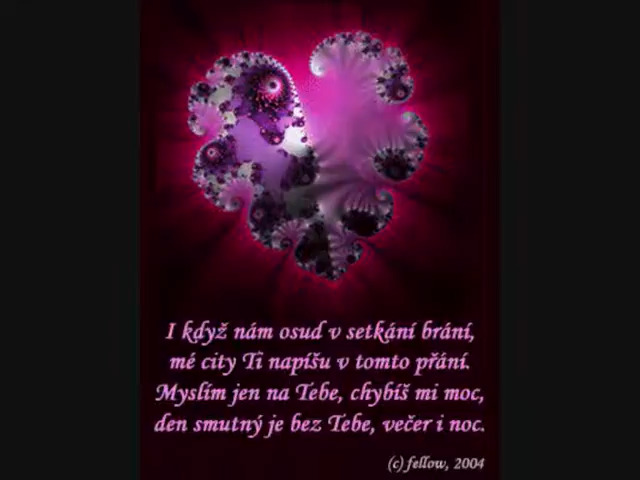 I když nám osud v setkání brání,
mé city Ti napíšu v tomto přání.
Myslím jen na Tebe, chybíš mi moc,
den smutný je bez Tebe, večer i noc.
(c) fellow, 2004